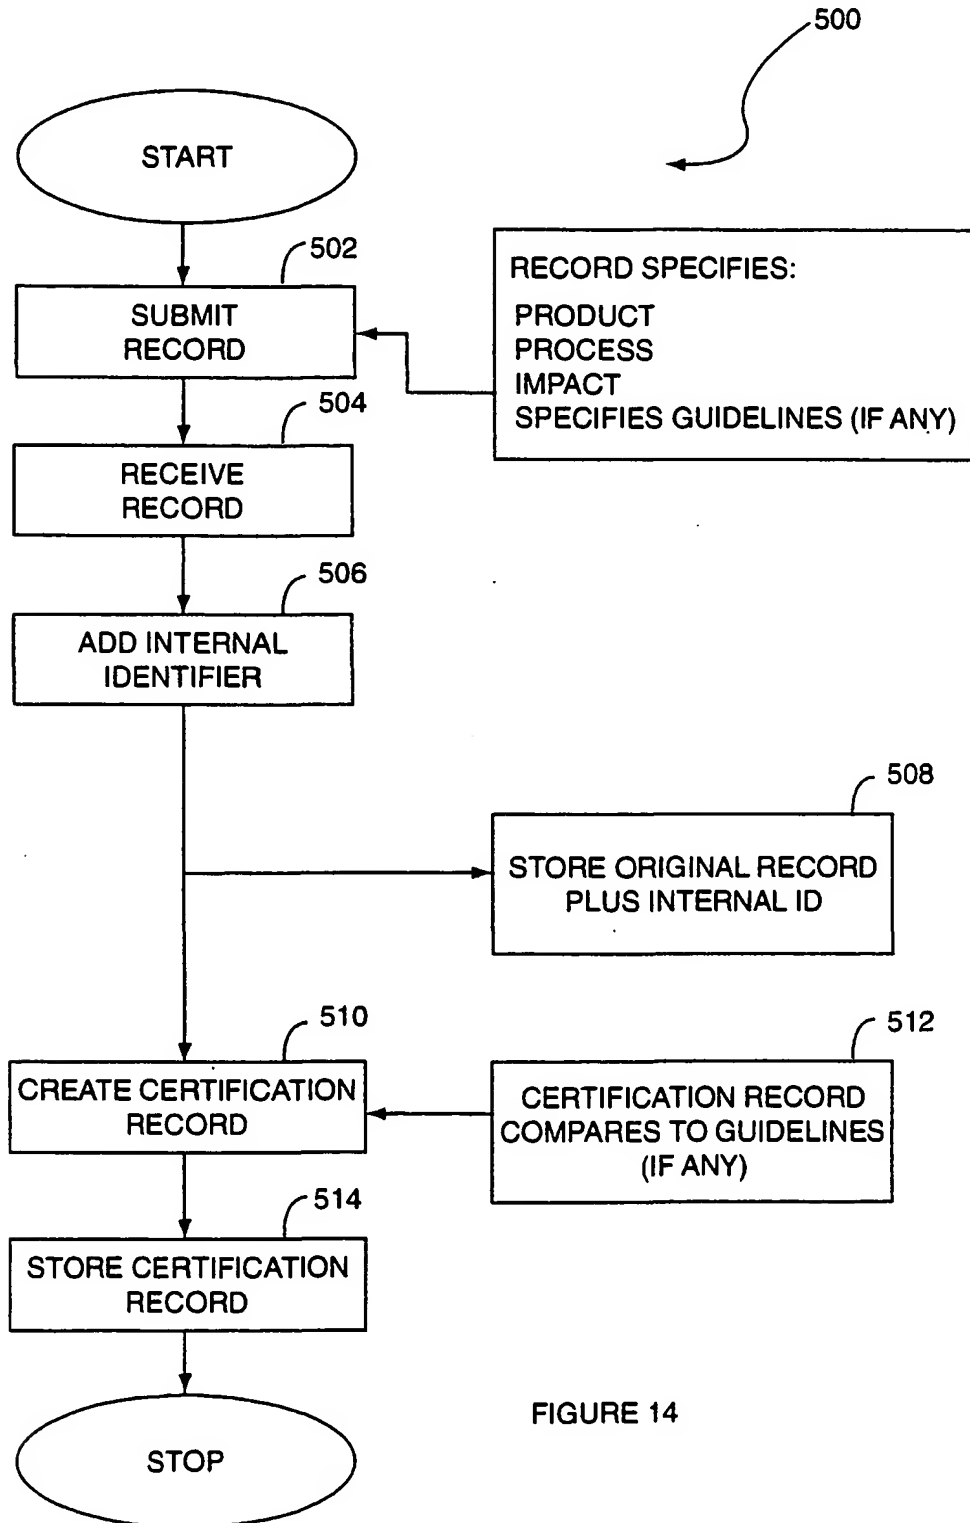 500
START
502
SUBMIT
RECORD
RECORD SPECIFIES:
PRODUCT
PROCESS
IMPACT
SPECIFIES GUIDELINES (IF ANY)
504
RECEIVE
RECORD
506
ADD INTERNAL
IDENTIFIER
508
STORE ORIGINAL RECORD
PLUS INTERNAL ID
510
CREATE CERTIFICATION
RECORD
512
CERTIFICATION RECORD
COMPARES TO GUIDELINES
(IF ANY)
514
STORE CERTIFICATION
RECORD
STOP
FIGURE 14